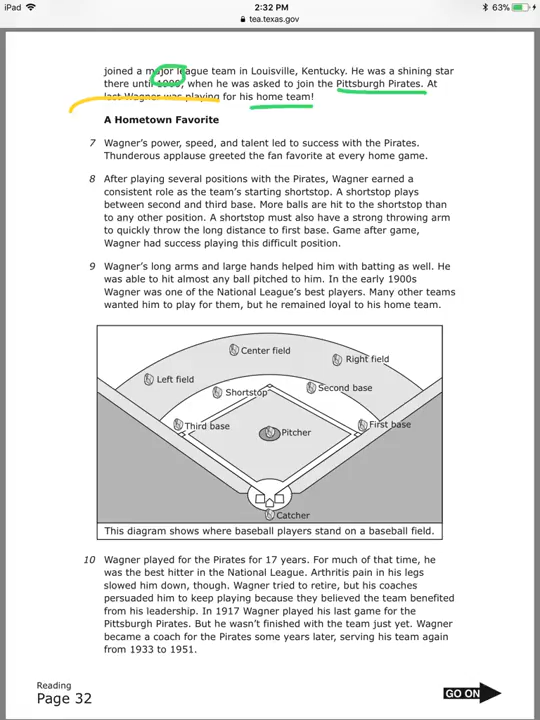 iPad
2:32 PM
63%
tea.texas.gov
joined a major league team in Louisville, Kentucky. He was a shining star
there until 1900, when he was asked to join the Pittsburgh Pirates. At
last Wagner was playing for his home team!
A Hometown Favorite
7 Wagner's power, speed, and talent led to success with the Pirates.
Thunderous applause greeted the fan favorite at every home game.
8 After playing several positions with the Pirates, Wagner earned a
consistent role as the team's starting shortstop. A shortstop plays
between second and third base. More balls are hit to the shortstop than
to any other position. A shortstop must also have a strong throwing arm
to quickly throw the long distance to first base. Game after game,
Wagner had success playing this difficult position.
9 Wagner's long arms and large hands helped him with batting as well. He
was able to hit almost any ball pitched to him. In the early 1900s
Wagner was one of the National League's best players. Many other teams
wanted him to play for them, but he remained loyal to his home team.
Center field
Right field
Left field
Second base
Shortstop
Third base
First base
Pitcher
Catcher
This diagram shows where baseball players stand on a baseball field.
10 Wagner played for the Pirates for 17 years. For much of that time, he
was the best hitter in the National League. Arthritis pain in his legs
slowed him down, though. Wagner tried to retire, but his coaches
persuaded him to keep playing because they believed the team benefited
from his leadership. In 1917 Wagner played his last game for the
Pittsburgh Pirates. But he wasn't finished with the team just yet. Wagner
became a coach for the Pirates some years later, serving his team again
from 1933 to 1951.
Reading
Page 32
GO ON